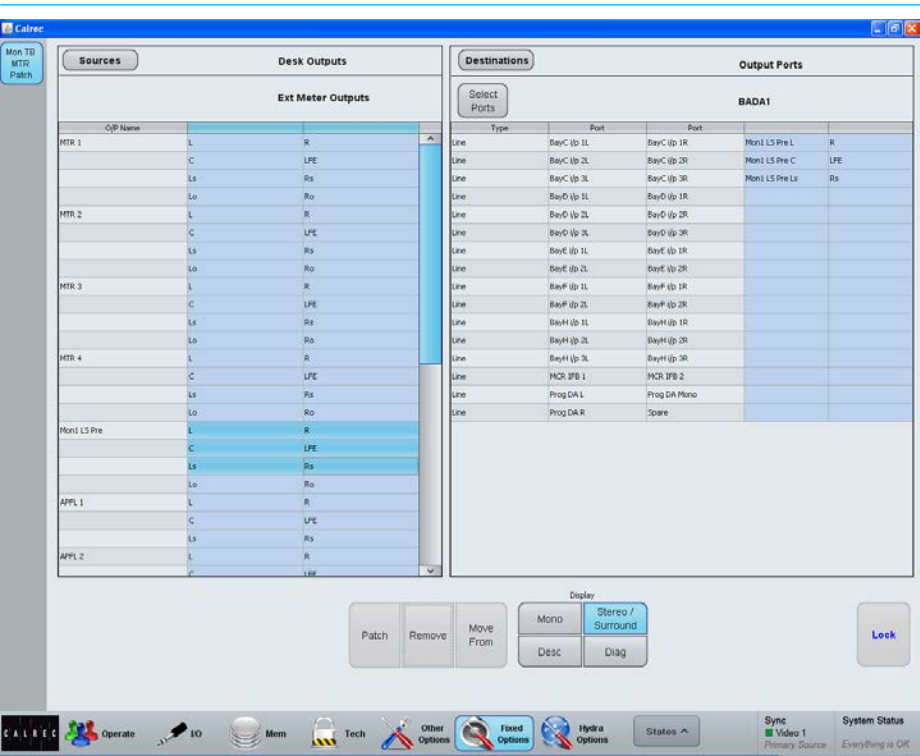 Calrec
Mon TB
MTR
Patch
Sources
Desk Outputs
Ext Meter Outputs
O/P Name
MTR 1 L R
C LFE
Ls Rs
Lo Ro
MTR 2 L R
C LFE
Ls Rs
Lo Ro
MTR 3 L R
C LFE
Ls Rs
Lo Ro
MTR 4 L R
C LFE
Ls Rs
Lo Ro
Mon1 LS Pre L R
C LFE
Ls Rs
Lo Ro
APFL 1 L R
C LFE
Ls Rs
APFL 2 L R
C LFE
Destinations
Output Ports
Select
Ports
BADA1
Type Port Port
Line BayC i/p 1L BayC i/p 1R Mon1 LS Pre L R
Line BayC i/p 2L BayC i/p 2R Mon1 LS Pre C LFE
Line BayC i/p 3L BayC i/p 3R Mon1 LS Pre Ls Rs
Line BayD i/p 1L BayD i/p 1R
Line BayD i/p 2L BayD i/p 2R
Line BayD i/p 3L BayD i/p 3R
Line BayE i/p 1L BayE i/p 1R
Line BayE i/p 2L BayE i/p 2R
Line BayF i/p 1L BayF i/p 1R
Line BayF i/p 2L BayF i/p 2R
Line BayH i/p 1L BayH i/p 1R
Line BayH i/p 2L BayH i/p 2R
Line BayH i/p 3L BayH i/p 3R
Line MCR IFB 1 MCR IFB 2
Line Prog DA L Prog DA Mono
Line Prog DA R Spare
Display
Patch
Remove
Move
From
Mono
Stereo /
Surround
Desc
Diag
Lock
CALREC
Operate
IO
Mem
Tech
Other
Options
Fixed
Options
Hydra
Options
States ^
Sync
Video 1
Primary Source
System Status
Everything is OK